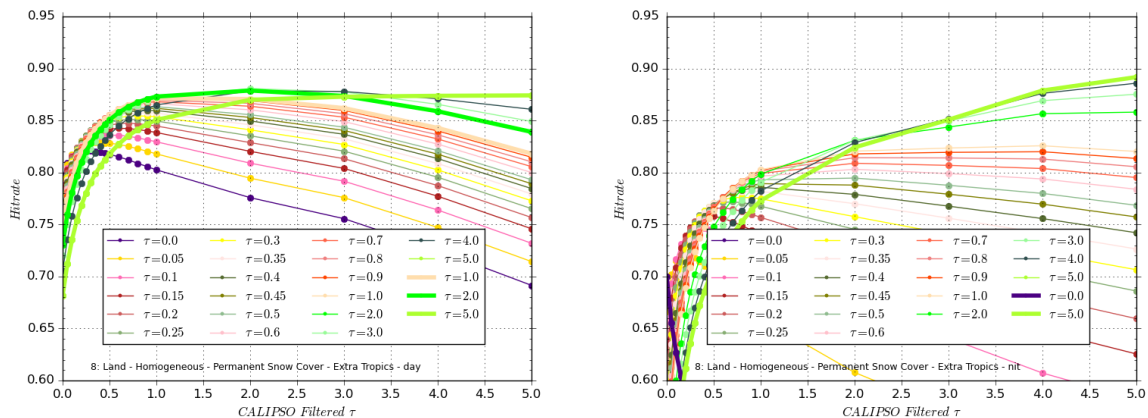 0.95
0.90
0.85
0.80
0.75
0.70
0.65
0.60
Hitrate
τ=0.0 τ=0.3 τ=0.7 τ=4.0
τ=0.05 τ=0.35 τ=0.8 τ=5.0
τ=0.1 τ=0.4 τ=0.9 τ=1.0
τ=0.15 τ=0.45 τ=1.0 τ=2.0
τ=0.2 τ=0.5 τ=2.0 τ=5.0
τ=0.25 τ=0.6 τ=3.0
8: Land - Homogeneous - Permanent Snow Cover - Extra Tropics - day
0.0 0.5 1.0 1.5 2.0 2.5 3.0 3.5 4.0 4.5 5.0
CALIPSO Filtered τ
0.95
0.90
0.85
0.80
0.75
0.70
0.65
0.60
Hitrate
τ=0.0 τ=0.3 τ=0.7 τ=3.0
τ=0.05 τ=0.35 τ=0.8 τ=4.0
τ=0.1 τ=0.4 τ=0.9 τ=5.0
τ=0.15 τ=0.45 τ=1.0 τ=0.0
τ=0.2 τ=0.5 τ=2.0 τ=5.0
τ=0.25 τ=0.6
8: Land - Homogeneous - Permanent Snow Cover - Extra Tropics - nit
0.0 0.5 1.0 1.5 2.0 2.5 3.0 3.5 4.0 4.5 5.0
CALIPSO Filtered τ